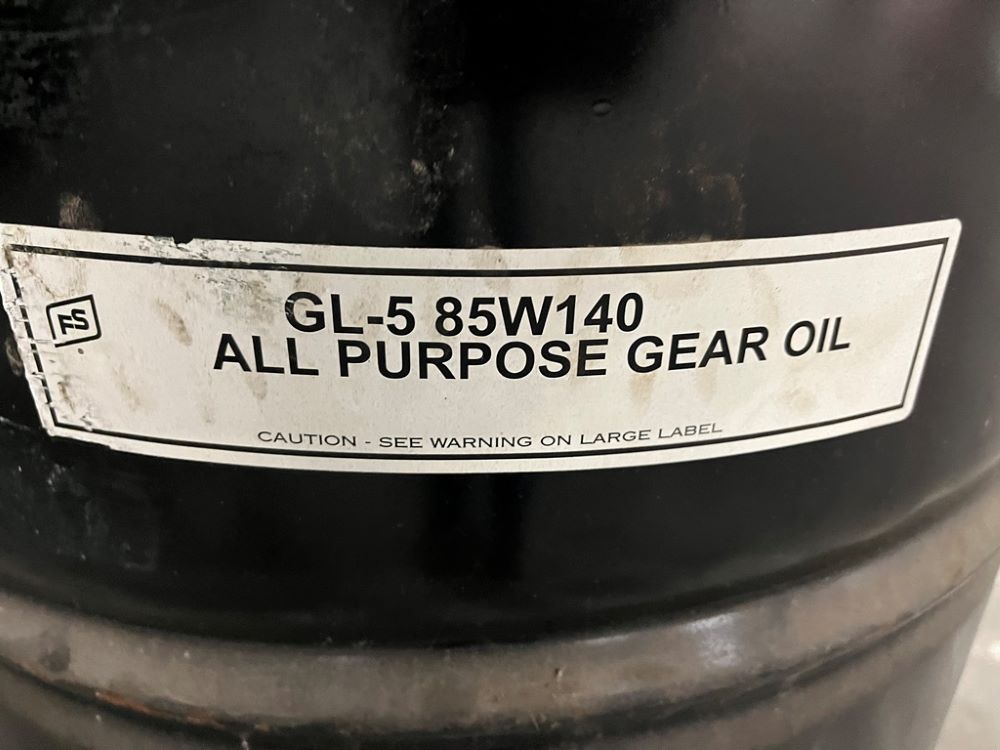 FS
GL-5 85W140
ALL PURPOSE GEAR OIL
CAUTION - SEE WARNING ON LARGE LABEL